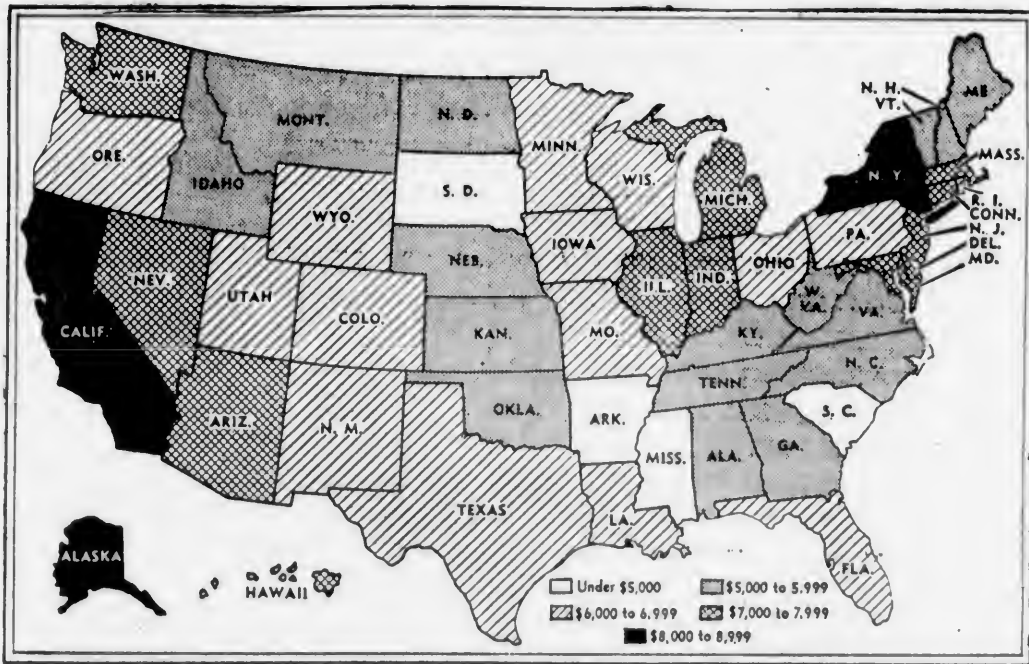 WASH.
MONT.
N. D.
MINN.
N. H.
VT.
ME
ORE.
IDAHO
S. D.
WIS.
MICH.
N. Y.
MASS.
WYO.
R. I.
CONN.
N. J.
DEL.
MD.
NEV.
UTAH
COLO.
NEB.
IOWA
ILL.
IND.
OHIO
PA.
W.
VA.
VA.
CALIF.
KAN.
MO.
KY.
N. C.
TENN.
ARIZ.
N. M.
OKLA.
ARK.
S. C.
MISS.
ALA.
GA.
TEXAS
LA.
FLA.
ALASKA
HAWAII
Under $5,000
$5,000 to 5.999
$6,000 to 6.999
$7,000 to 7.999
$8,000 to 8,999